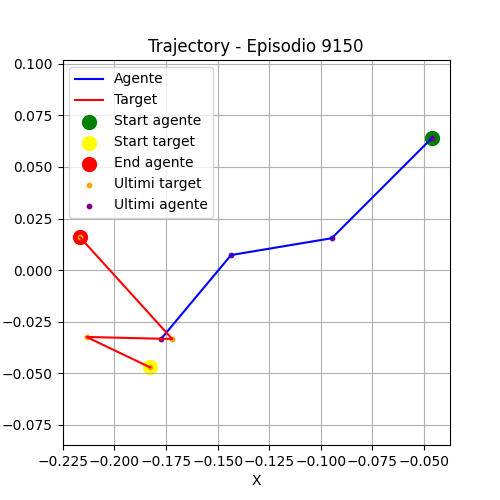 Trajectory - Episodio 9150
0.100
0.075
0.050
0.025
0.000
−0.025
−0.050
−0.075
Agente
Target
Start agente
Start target
End agente
Ultimi target
Ultimi agente
−0.225 −0.200 −0.175 −0.150 −0.125 −0.100 −0.075 −0.050
X